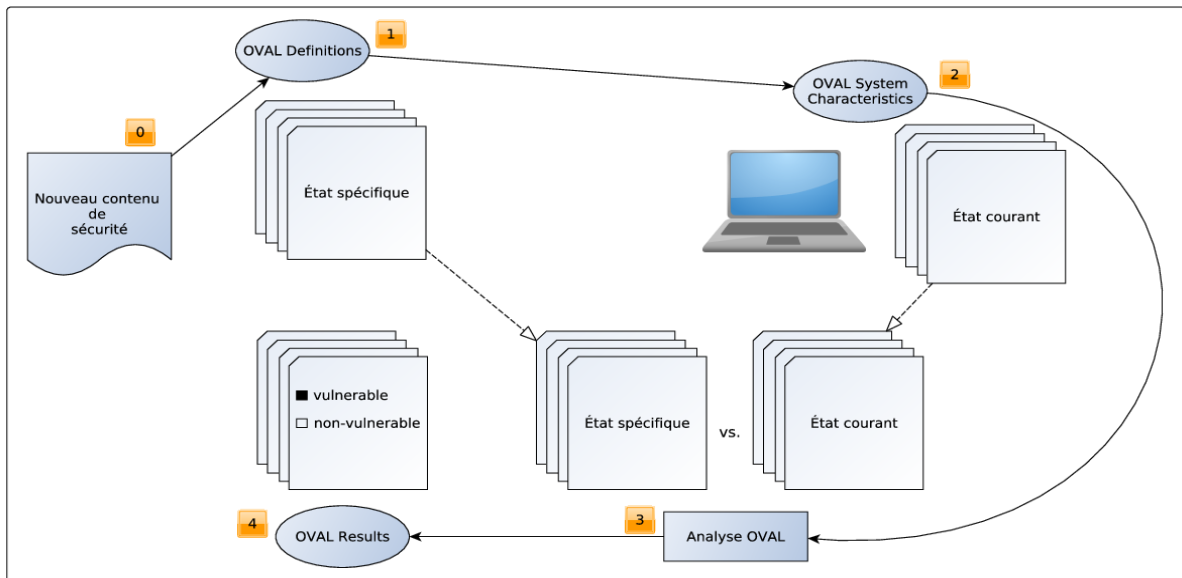 OVAL Definitions
1
OVAL System
Characteristics
2
0
Nouveau contenu
de
sécurité
État spécifique
État courant
vulnerable
non-vulnerable
État spécifique
vs.
État courant
4
OVAL Results
3
Analyse OVAL